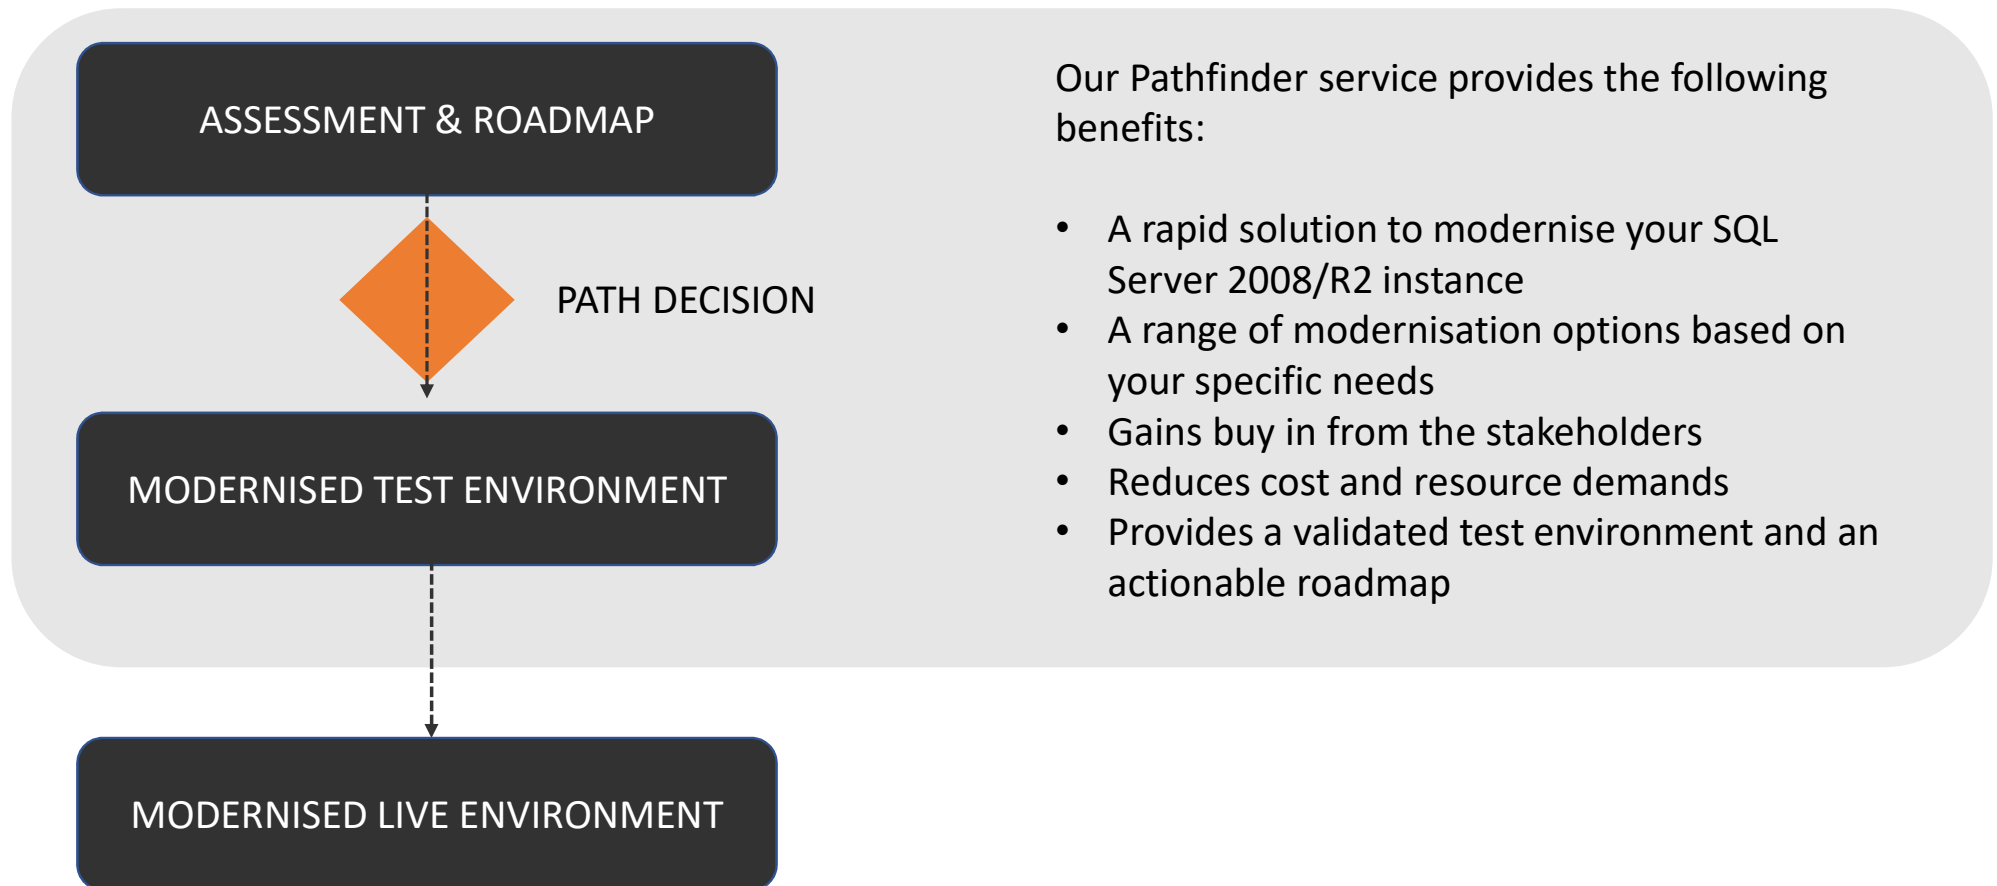 ASSESSMENT & ROADMAP
PATH DECISION
MODERNISED TEST ENVIRONMENT
MODERNISED LIVE ENVIRONMENT
Our Pathfinder service provides the following
benefits:
• A rapid solution to modernise your SQL
Server 2008/R2 instance
• A range of modernisation options based on
your specific needs
• Gains buy in from the stakeholders
• Reduces cost and resource demands
• Provides a validated test environment and an
actionable roadmap